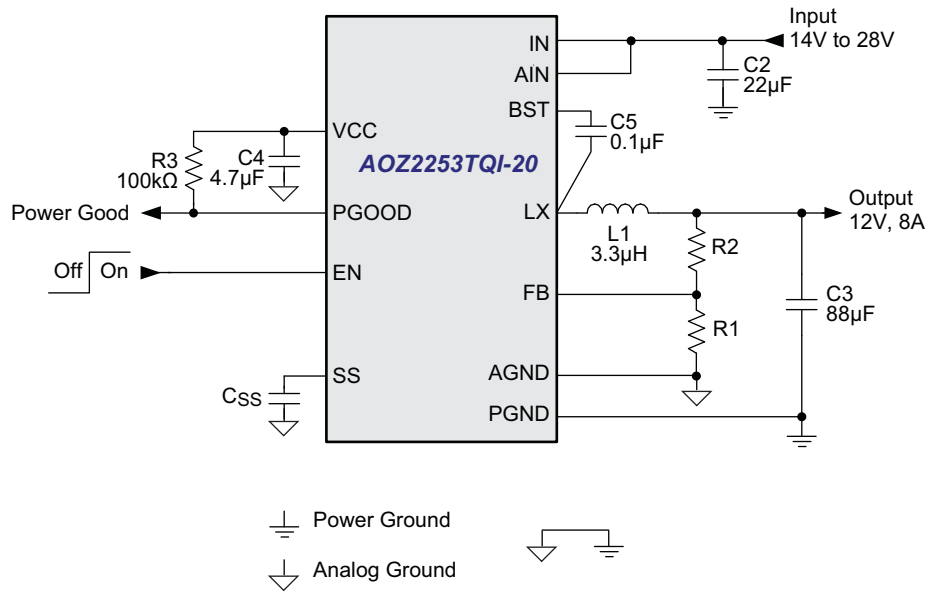 Input
14V to 28V
IN
AIN
C2
22µF
BST
C5
0.1µF
VCC
R3
100kΩ
C4
4.7µF
AOZ2253TQI-20
Power Good
PGOOD
LX
L1
3.3µH
Output
12V, 8A
R2
Off On
EN
FB
C3
88µF
R1
SS
CSS
AGND
PGND
Power Ground
Analog Ground